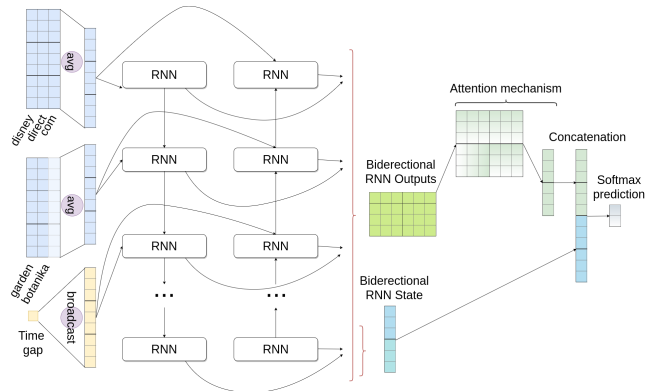 avg
disney
direct
com
RNN
RNN
Attention mechanism
Concatenation
RNN
RNN
Biderectional
RNN Outputs
Softmax
prediction
avg
garden
botanika
RNN
RNN
broadcast
Time
gap
...
...
Biderectional
RNN State
RNN
RNN